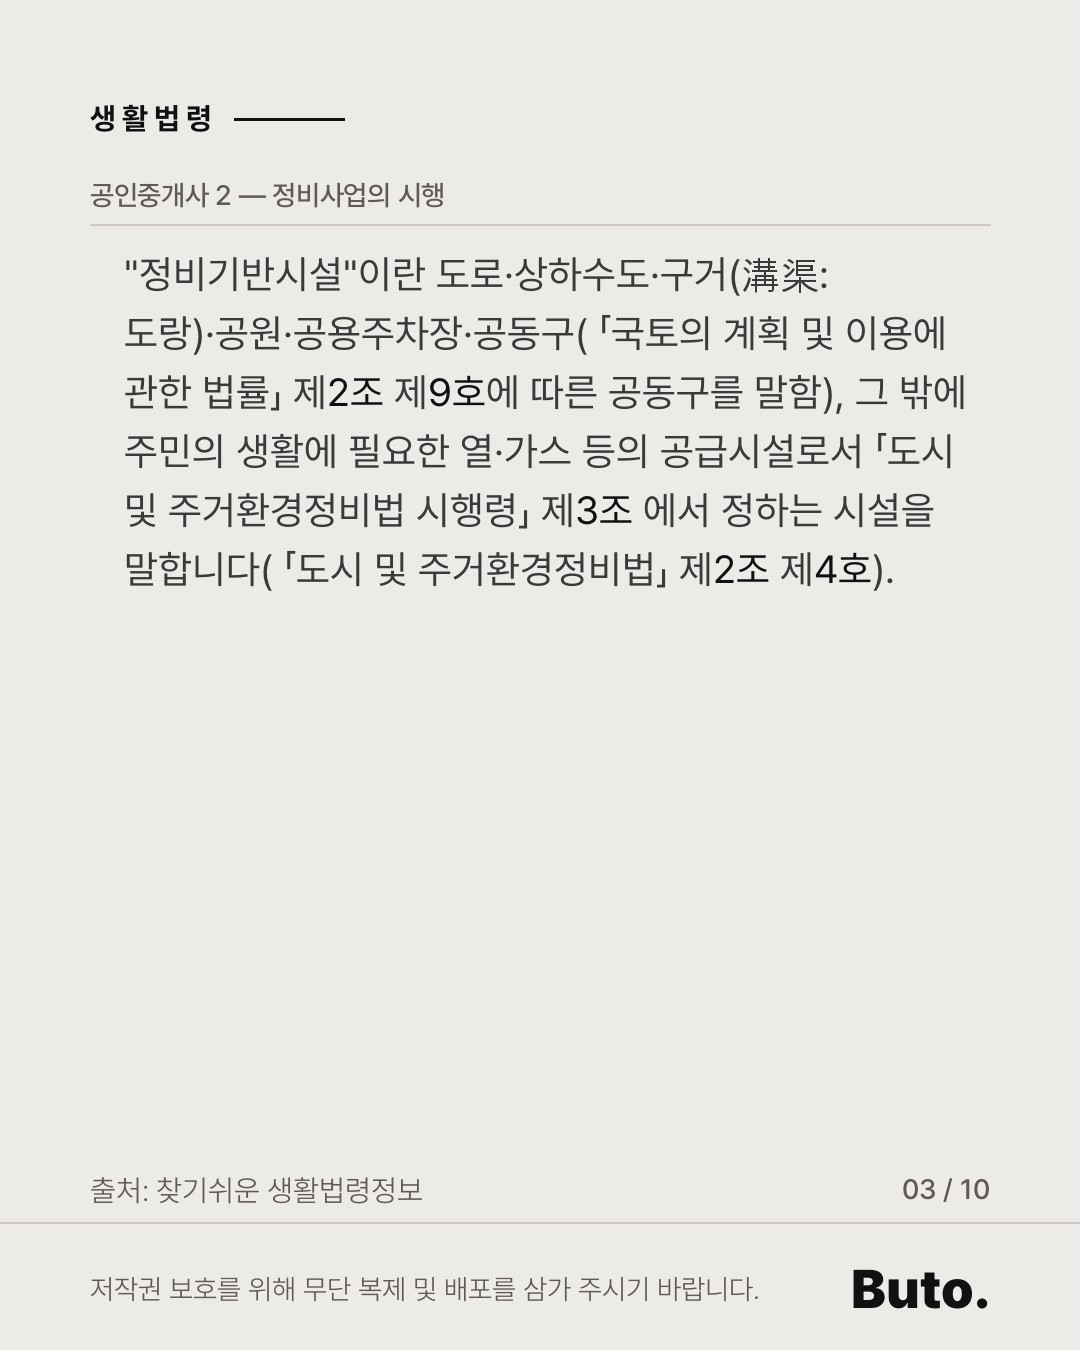 생활법령
공인중개사 2 — 정비사업의 시행
"정비기반시설"이란 도로·상하수도·구거(溝渠:
도랑)·공원·공용주차장·공동구(「국토의 계획 및 이용에
관한 법률」 제2조 제9호에 따른 공동구를 말함), 그 밖에
주민의 생활에 필요한 열·가스 등의 공급시설로서 「도시
및 주거환경정비법 시행령」 제3조 에서 정하는 시설을
말합니다(「도시 및 주거환경정비법」 제2조 제4호).
출처: 찾기쉬운 생활법령정보
03 / 10
저작권 보호를 위해 무단 복제 및 배포를 삼가 주시기 바랍니다.
Buto.